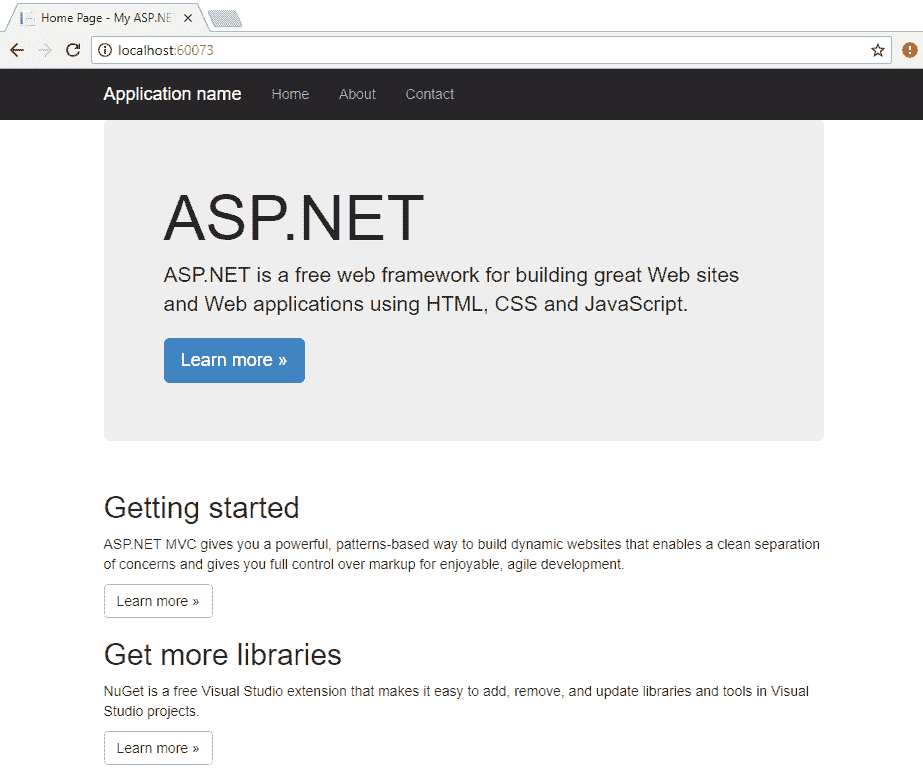 Home Page - My ASP.NE
localhost:60073
Application name Home About Contact
ASP.NET
ASP.NET is a free web framework for building great Web sites
and Web applications using HTML, CSS and JavaScript.
Learn more »
Getting started
ASP.NET MVC gives you a powerful, patterns-based way to build dynamic websites that enables a clean separation
of concerns and gives you full control over markup for enjoyable, agile development.
Learn more »
Get more libraries
NuGet is a free Visual Studio extension that makes it easy to add, remove, and update libraries and tools in Visual
Studio projects.
Learn more »